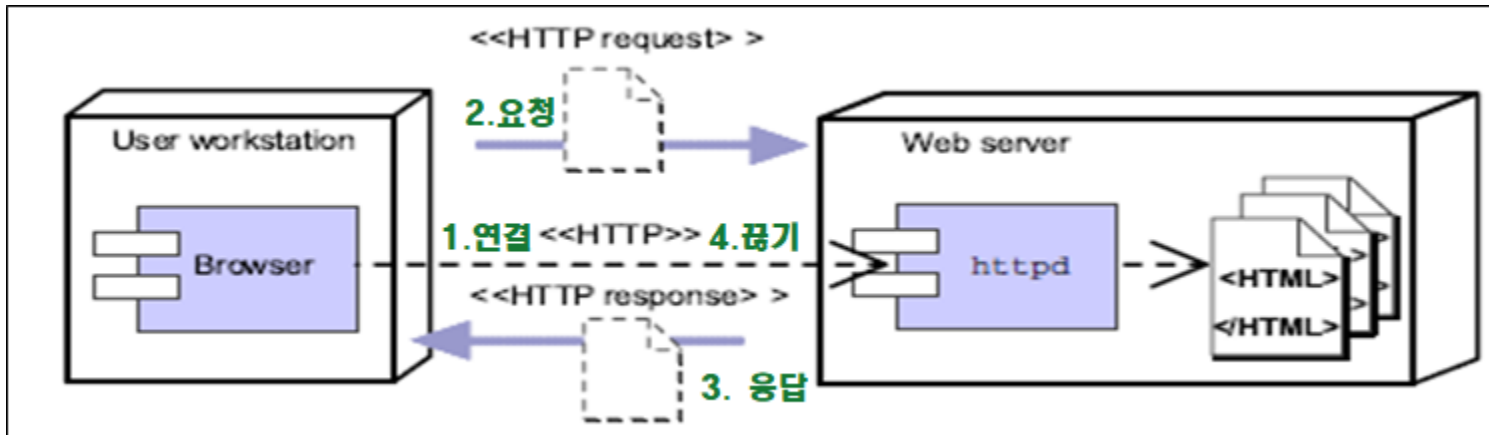 <<HTTP request> >
2.요청
User workstation
Web server
1.연결 <<HTTP>> 4.끊기
Browser
httpd
<HTML>
</HTML>
>
>
>
>
<<HTTP response> >
3. 응답